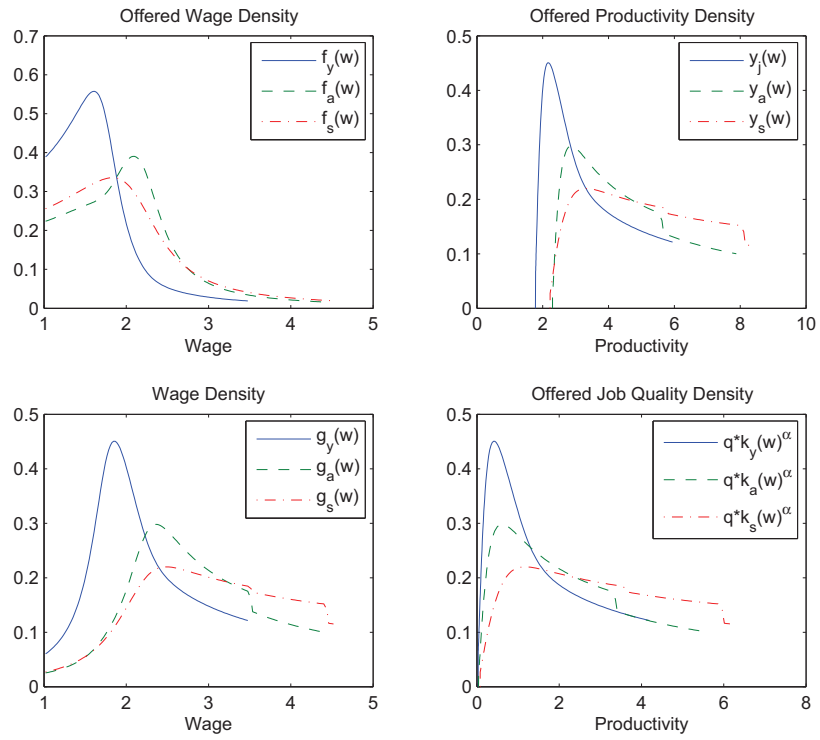 Offered Wage Density
0.7
0.6
0.5
0.4
0.3
0.2
0.1
0
1
2
3
4
5
Wage
f_y(w)
f_a(w)
f_s(w)
Offered Productivity Density
0.5
0.4
0.3
0.2
0.1
0
0
2
4
6
8
10
Productivity
y_j(w)
y_a(w)
y_s(w)
Wage Density
0.5
0.4
0.3
0.2
0.1
0
1
2
3
4
5
Wage
g_y(w)
g_a(w)
g_s(w)
Offered Job Quality Density
0.5
0.4
0.3
0.2
0.1
0
0
2
4
6
8
Productivity
q*k_y(w)^α
q*k_a(w)^α
q*k_s(w)^α